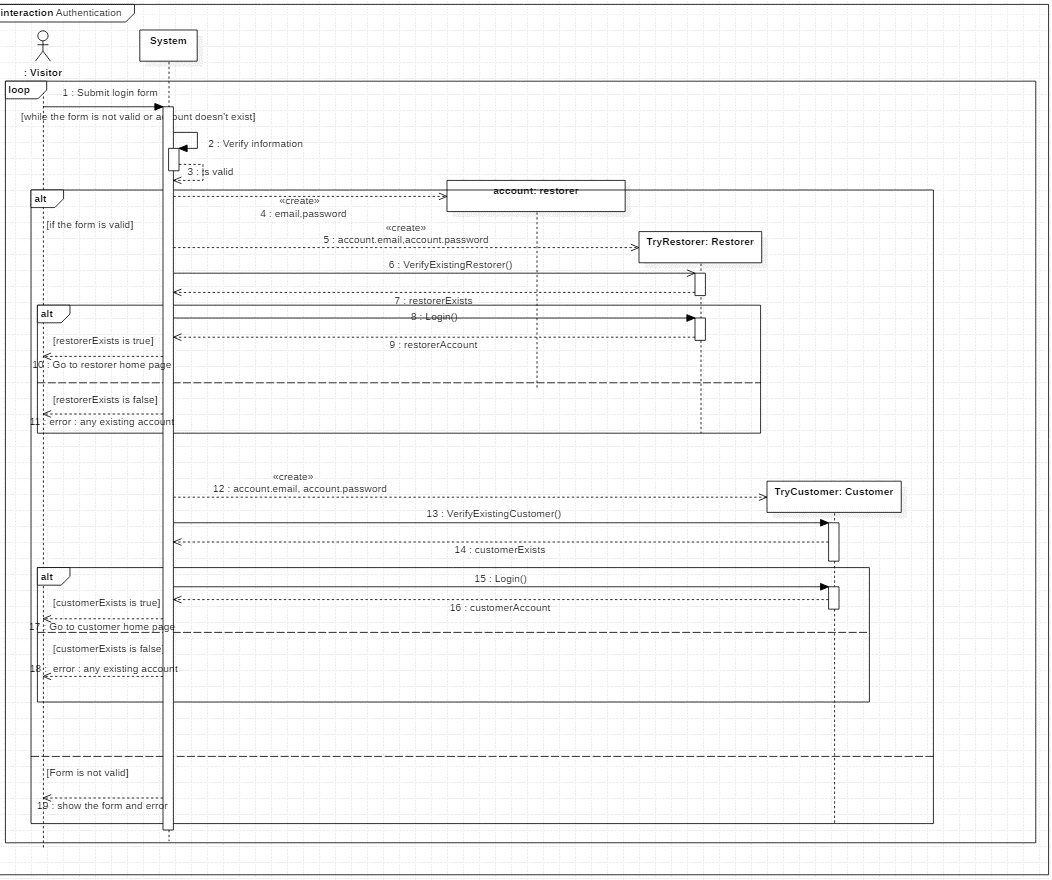 interaction Authentication
System
: Visitor
loop
1 : Submit login form
[while the form is not valid or account doesn't exist]
2 : Verify information
3 : Is valid
account: restorer
alt
«create»
4 : email,password
[if the form is valid]
«create»
5 : account.email,account.password
TryRestorer: Restorer
6 : VerifyExistingRestorer()
7 : restorerExists
alt
8 : Login()
[restorerExists is true]
9 : restorerAccount
10 : Go to restorer home page
[restorerExists is false]
11 : error : any existing account
«create»
12 : account.email, account.password
TryCustomer: Customer
13 : VerifyExistingCustomer()
14 : customerExists
alt
15 : Login()
[customerExists is true]
16 : customerAccount
17 : Go to customer home page
[customerExists is false]
18 : error : any existing account
[Form is not valid]
19 : show the form and error